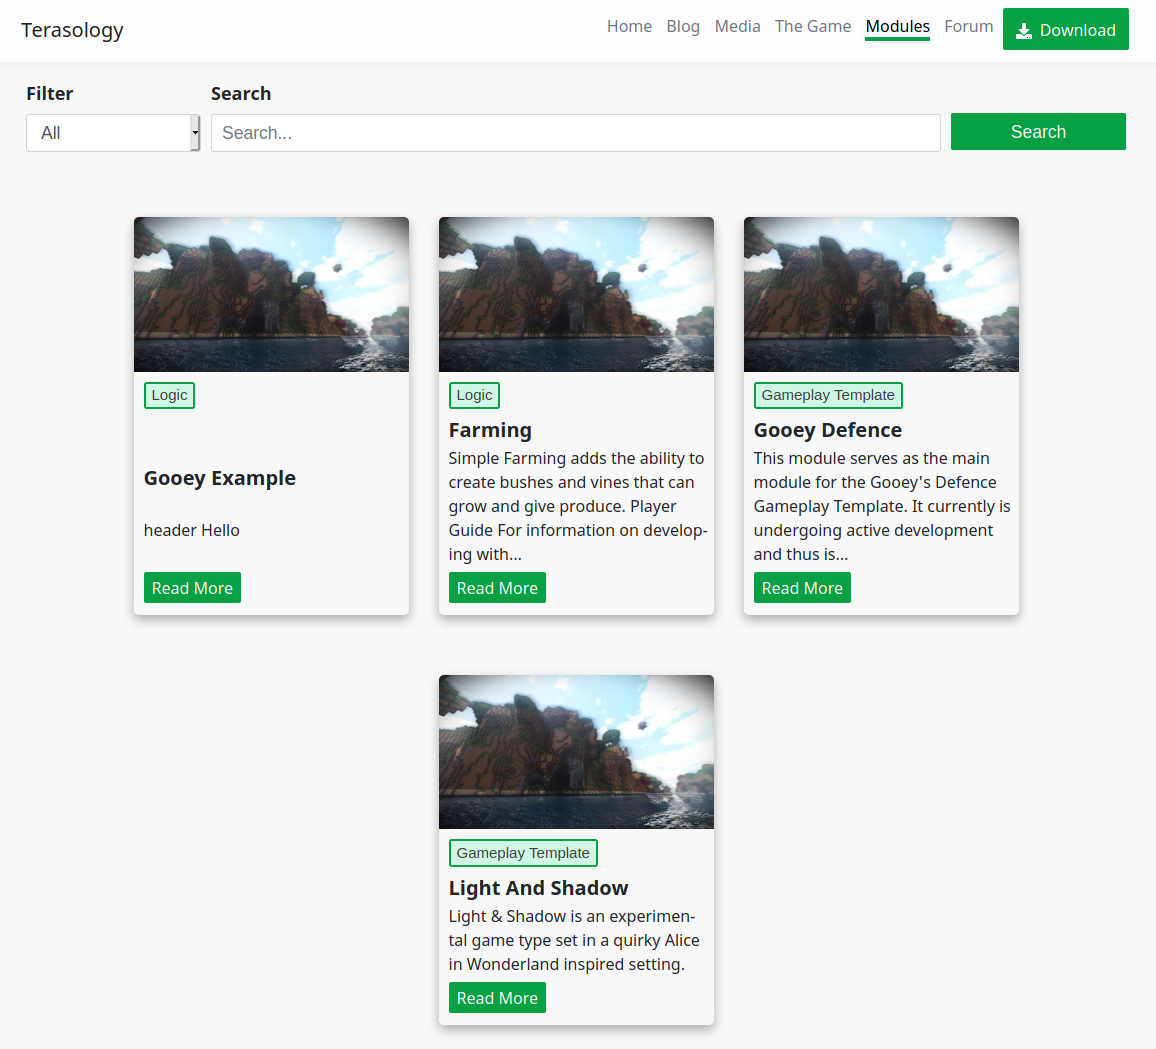 Terasology
Home Blog Media The Game Modules Forum Download
Filter
Search
All
Search...
Search
Logic
Gooey Example
header Hello
Read More
Logic
Farming
Simple Farming adds the ability to
create bushes and vines that can
grow and give produce. Player
Guide For information on develop-
ing with...
Read More
Gameplay Template
Gooey Defence
This module serves as the main
module for the Gooey's Defence
Gameplay Template. It currently is
undergoing active development
and thus is...
Read More
Gameplay Template
Light And Shadow
Light & Shadow is an experimen-
tal game type set in a quirky Alice
in Wonderland inspired setting.
Read More